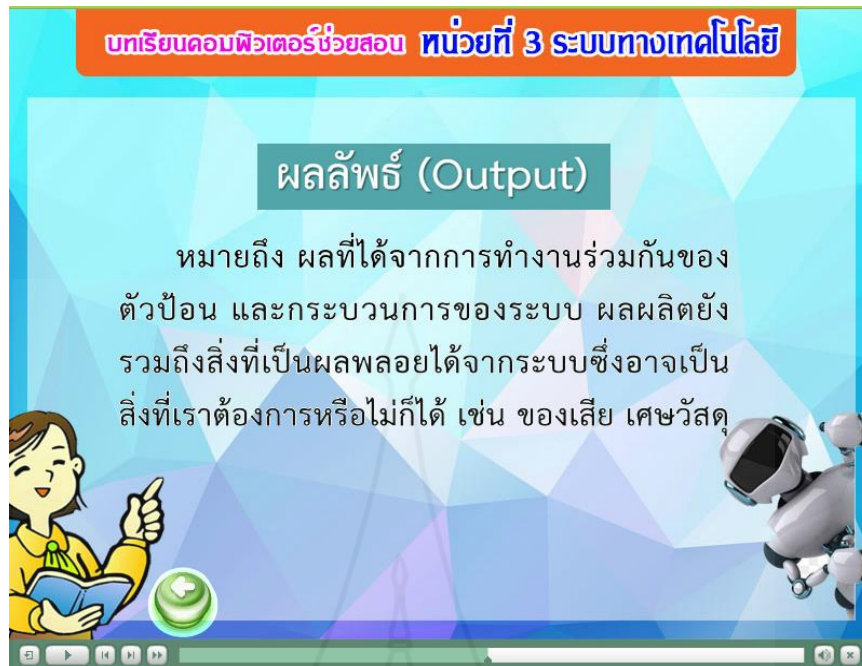 บทเรียนคอมพิวเตอร์ช่วยสอน หน่วยที่ 3 ระบบทางเทคโนโลยี
ผลลัพธ์ (Output)
หมายถึง ผลที่ได้จากการทำงานร่วมกันของ
ตัวป้อน และกระบวนการของระบบ ผลผลิตยัง
รวมถึงสิ่งที่เป็นผลพลอยได้จากระบบซึ่งอาจเป็น
สิ่งที่เราต้องการหรือไม่ก็ได้ เช่น ของเสีย เศษวัสดุ